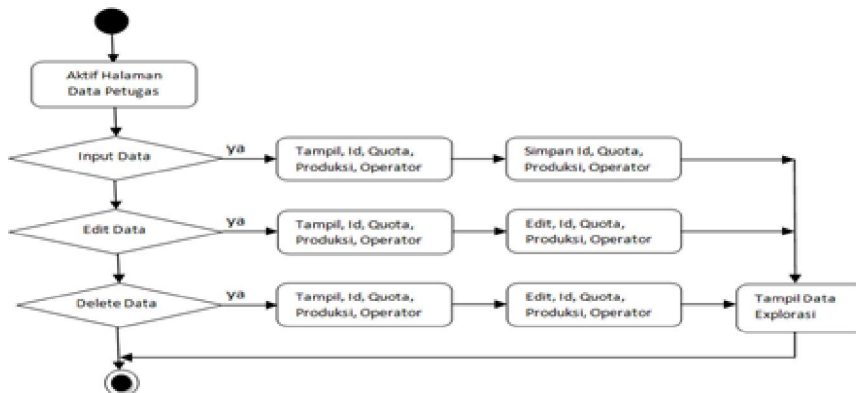 Aktif Halaman
Data Petugas
Input Data
ya
Tampil, Id, Quota,
Produksi, Operator
Simpan Id, Quota,
Produksi, Operator
Edit Data
ya
Tampil, Id, Quota,
Produksi, Operator
Edit, Id, Quota,
Produksi, Operator
Delete Data
ya
Tampil, Id, Quota,
Produksi, Operator
Edit, Id, Quota,
Produksi, Operator
Tampil Data
Explorasi